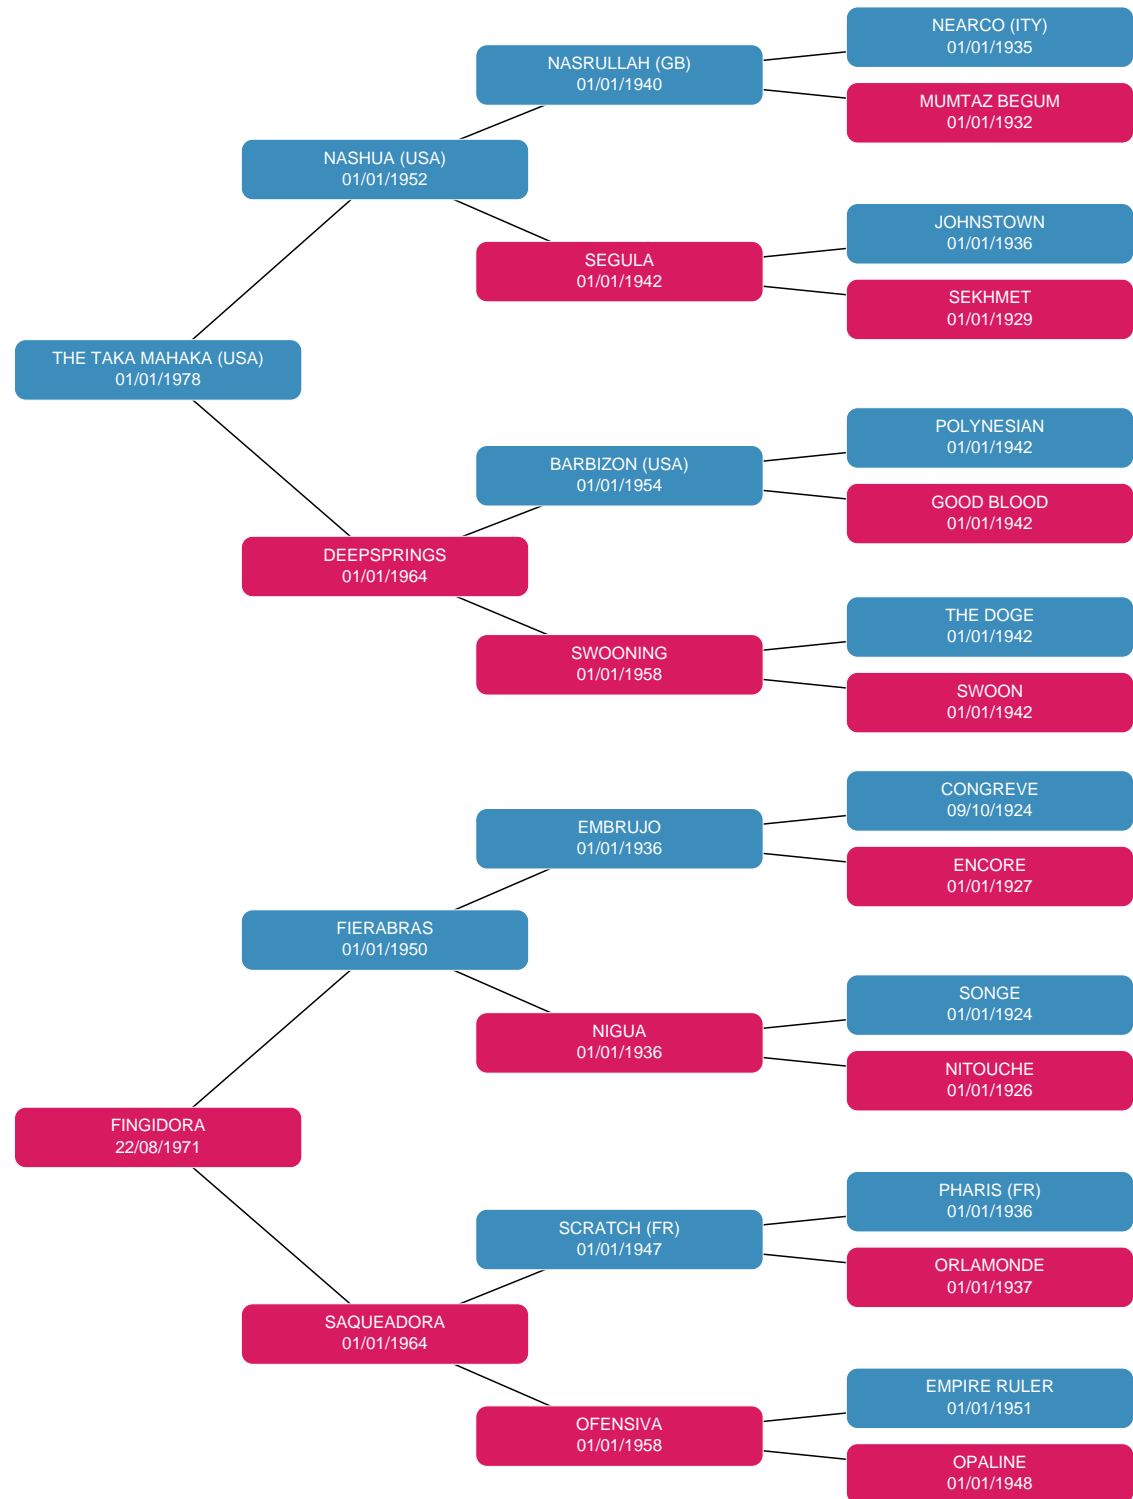 NEARCO (ITY)
01/01/1935
NASRULLAH (GB)
01/01/1940
MUMTAZ BEGUM
01/01/1932
NASHUA (USA)
01/01/1952
JOHNSTOWN
01/01/1936
SEGULA
01/01/1942
SEKHMET
01/01/1929
THE TAKA MAHAKA (USA)
01/01/1978
POLYNESIAN
01/01/1942
BARBIZON (USA)
01/01/1954
GOOD BLOOD
01/01/1942
DEEPSPRINGS
01/01/1964
THE DOGE
01/01/1942
SWOONING
01/01/1958
SWOON
01/01/1942
CONGREVE
09/10/1924
EMBRUJO
01/01/1936
ENCORE
01/01/1927
FIERABRAS
01/01/1950
SONGE
01/01/1924
NIGUA
01/01/1936
NITOUCHE
01/01/1926
FINGIDORA
22/08/1971
PHARIS (FR)
01/01/1936
SCRATCH (FR)
01/01/1947
ORLAMONDE
01/01/1937
SAQUEADORA
01/01/1964
EMPIRE RULER
01/01/1951
OFENSIVA
01/01/1958
OPALINE
01/01/1948